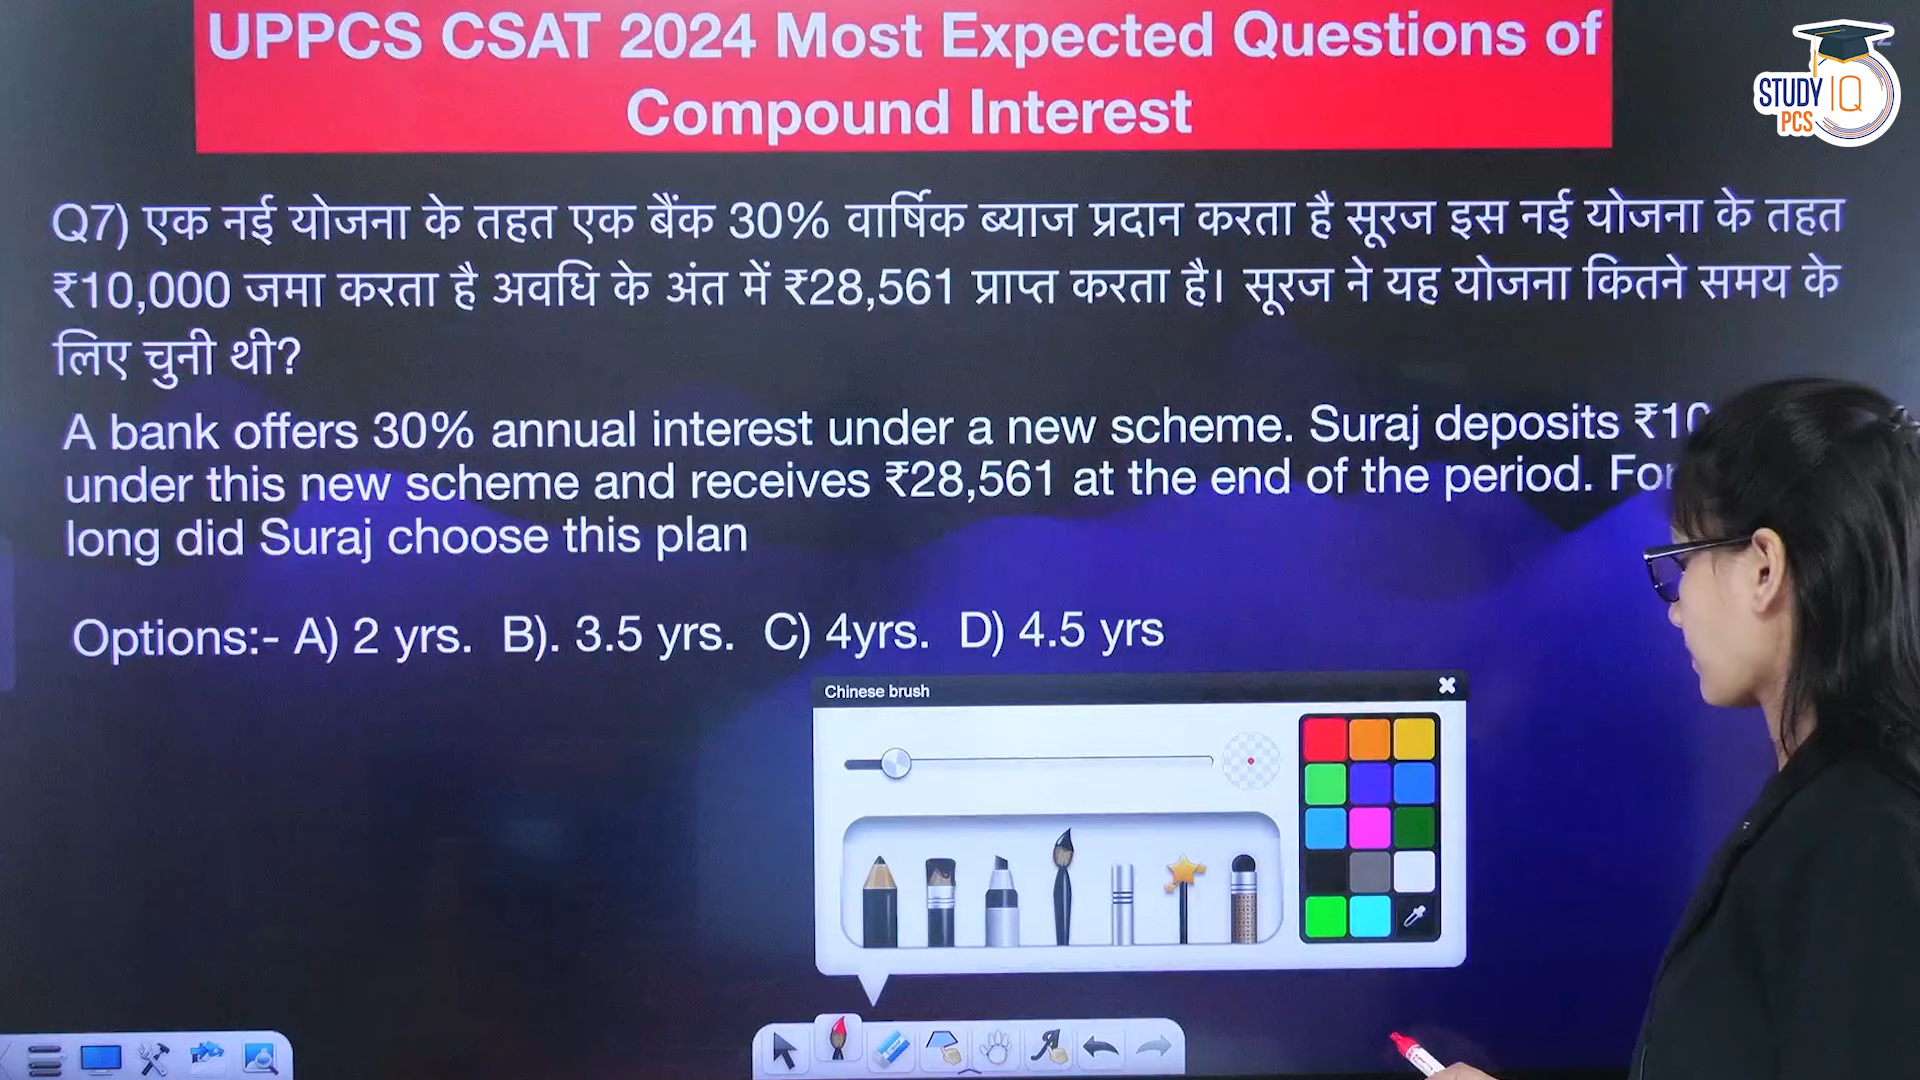 UPPCS CSAT 2024 Most Expected Questions of
Compound Interest
STUDY IQ
PCS
Q7) एक नई योजना के तहत एक बैंक 30% वार्षिक ब्याज प्रदान करता है सूरज इस नई योजना के तहत
₹10,000 जमा करता है अवधि के अंत में ₹28,561 प्राप्त करता है। सूरज ने यह योजना कितने समय के
लिए चुनी थी?
A bank offers 30% annual interest under a new scheme. Suraj deposits ₹10
under this new scheme and receives ₹28,561 at the end of the period. For
long did Suraj choose this plan
Options:- A) 2 yrs. B). 3.5 yrs. C) 4yrs. D) 4.5 yrs
Chinese brush